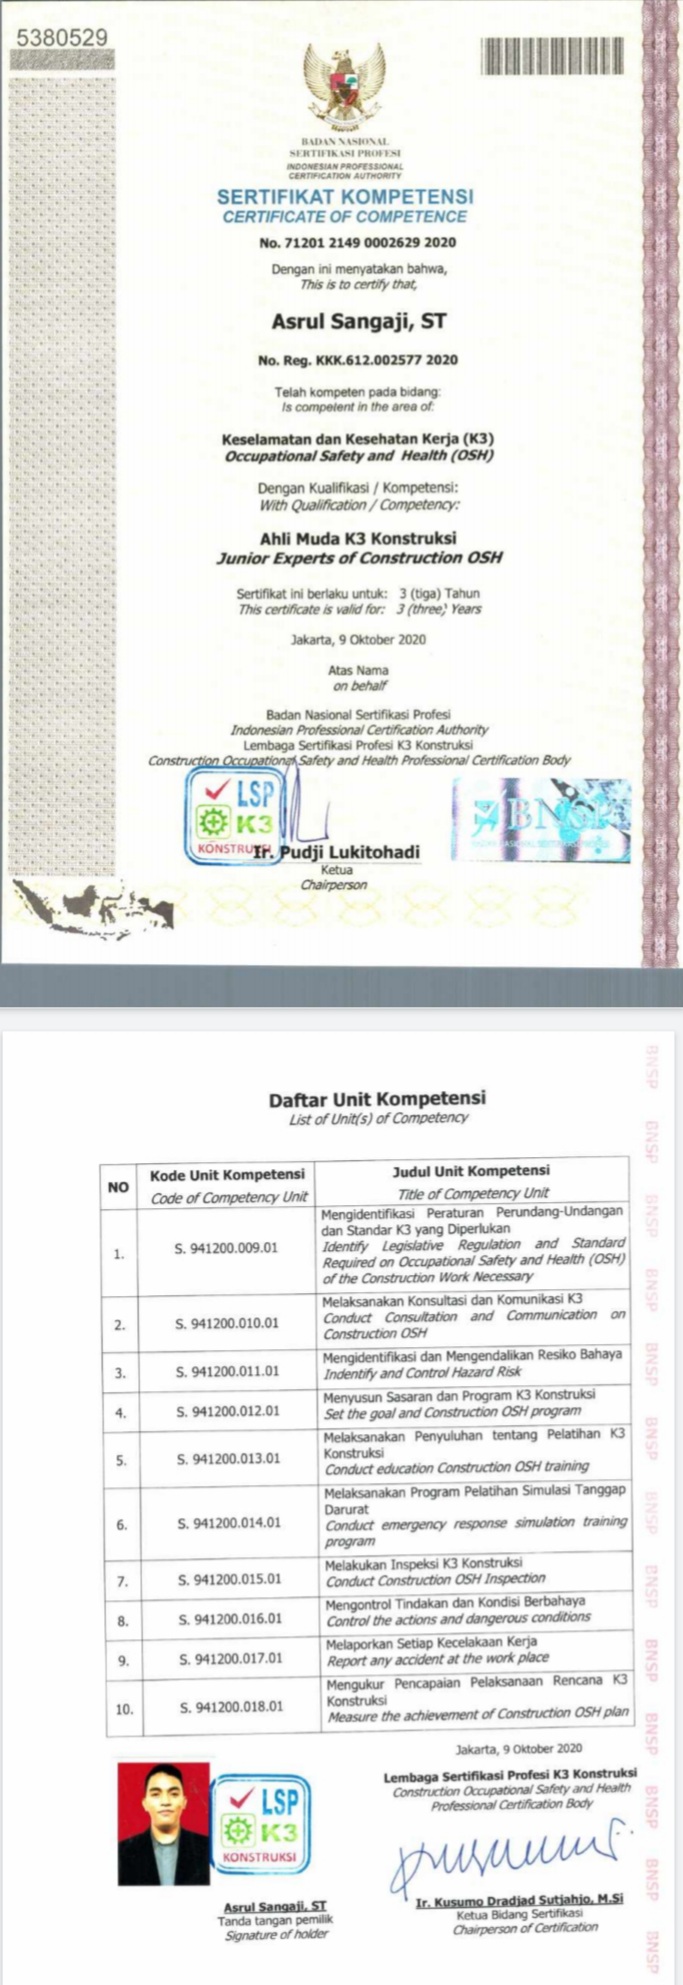 5380529
BADAN NASIONAL
SERTIFIKASI PROFESI
INDONESIAN PROFESSIONAL
CERTIFICATION AUTHORITY
SERTIFIKAT KOMPETENSI
CERTIFICATE OF COMPETENCE
No. 71201 2149 0002629 2020
Dengan ini menyatakan bahwa,
This is to certify that,
Asrul Sangaji, ST
No. Reg. KKK.612.002577 2020
Telah kompeten pada bidang:
Is competent in the area of:
Keselamatan dan Kesehatan Kerja (K3)
Occupational Safety and Health (OSH)
Dengan Kualifikasi / Kompetensi:
With Qualification / Competency:
Ahli Muda K3 Konstruksi
Junior Experts of Construction OSH
Sertifikat ini berlaku untuk: 3 (tiga) Tahun
This certificate is valid for: 3 (three) Years
Jakarta, 9 Oktober 2020
Atas Nama
on behalf
Badan Nasional Sertifikasi Profesi
Indonesian Professional Certification Authority
Lembaga Sertifikasi Profesi K3 Konstruksi
Construction Occupational Safety and Health Professional Certification Body
LSP
K3
KONSTRUKSI
BNSP
Ir. Pudji Lukitohadi
Ketua
Chairperson
Daftar Unit Kompetensi
List of Unit(s) of Competency
NO
Kode Unit Kompetensi
Code of Competency Unit
Judul Unit Kompetensi
Title of Competency Unit
1.
S. 941200.009.01
Mengidentifikasi Peraturan Perundang-Undangan
dan Standar K3 yang Diperlukan
Identify Legislative Regulation and Standard
Required on Occupational Safety and Health (OSH)
of the Construction Work Necessary
2.
S. 941200.010.01
Melaksanakan Konsultasi dan Komunikasi K3
Conduct Consultation and Communication on
Construction OSH
3.
S. 941200.011.01
Mengidentifikasi dan Mengendalikan Resiko Bahaya
Indentify and Control Hazard Risk
4.
S. 941200.012.01
Menyusun Sasaran dan Program K3 Konstruksi
Set the goal and Construction OSH program
5.
S. 941200.013.01
Melaksanakan Penyuluhan tentang Pelatihan K3
Konstruksi
Conduct education Construction OSH training
6.
S. 941200.014.01
Melaksanakan Program Pelatihan Simulasi Tanggap
Darurat
Conduct emergency response simulation training
program
7.
S. 941200.015.01
Melakukan Inspeksi K3 Konstruksi
Conduct Construction OSH Inspection
8.
S. 941200.016.01
Mengontrol Tindakan dan Kondisi Berbahaya
Control the actions and dangerous conditions
9.
S. 941200.017.01
Melaporkan Setiap Kecelakaan Kerja
Report any accident at the work place
10.
S. 941200.018.01
Mengukur Pencapaian Pelaksanaan Rencana K3
Konstruksi
Measure the achievement of Construction OSH plan
Jakarta, 9 Oktober 2020
Lembaga Sertifikasi Profesi K3 Konstruksi
Construction Occupational Safety and Health
Professional Certification Body
LSP
K3
KONSTRUKSI
Asrul Sangaji, ST
Tanda tangan pemilik
Signature of holder
Ir. Kusumo Dradjad Sutjahjo, M.Si
Ketua Bidang Sertifikasi
Chairperson of Certification
BNSP
BNSP
BNSP
BNSP
BNSP
BNSP
BNSP
BNSP
BNSP
BNSP
BNSP
BNSP
BNSP